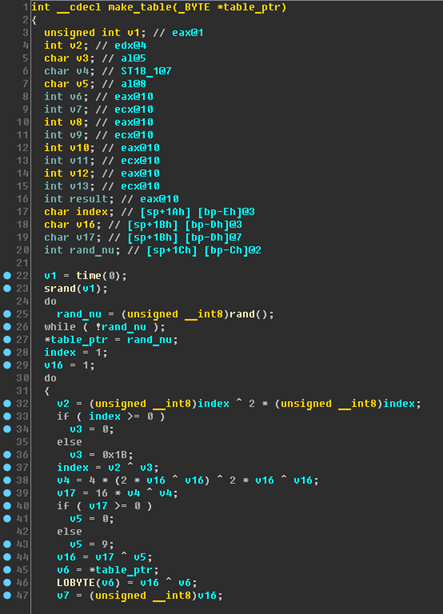 1 int __cdecl make_table(_BYTE *table_ptr)
2 {
3 unsigned int v1; // eax@1
4 int v2; // edx@4
5 char v3; // al@5
6 char v4; // ST1B_1@7
7 char v5; // al@8
8 int v6; // eax@10
9 int v7; // ecx@10
10 int v8; // eax@10
11 int v9; // ecx@10
12 int v10; // eax@10
13 int v11; // ecx@10
14 int v12; // eax@10
15 int v13; // ecx@10
16 int result; // eax@10
17 char index; // [sp+1Ah] [bp-Eh]@3
18 char v16; // [sp+1Bh] [bp-Dh]@3
19 char v17; // [sp+1Bh] [bp-Dh]@7
20 int rand_nu; // [sp+1Ch] [bp-Ch]@2
21
22 v1 = time(0);
23 srand(v1);
24 do
25 rand_nu = (unsigned __int8)rand();
26 while ( !rand_nu );
27 *table_ptr = rand_nu;
28 index = 1;
29 v16 = 1;
30 do
31 {
32 v2 = (unsigned __int8)index ^ 2 * (unsigned __int8)index;
33 if ( index >= 0 )
34 v3 = 0;
35 else
36 v3 = 0x1B;
37 index = v2 ^ v3;
38 v4 = 4 * (2 * v16 ^ v16) ^ 2 * v16 ^ v16;
39 v17 = 16 * v4 ^ v4;
40 if ( v17 >= 0 )
41 v5 = 0;
42 else
43 v5 = 9;
44 v16 = v17 ^ v5;
45 v6 = *table_ptr;
46 LOBYTE(v6) = v16 ^ v6;
47 v7 = (unsigned __int8)v16;